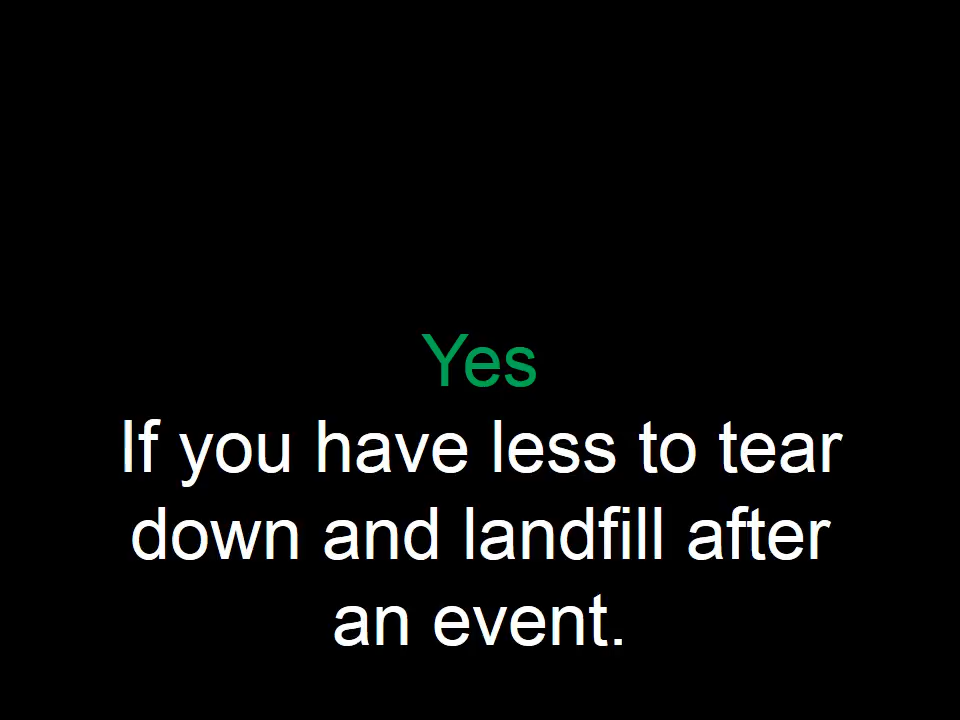 Yes
If you have less to tear
down and landfill after
an event.